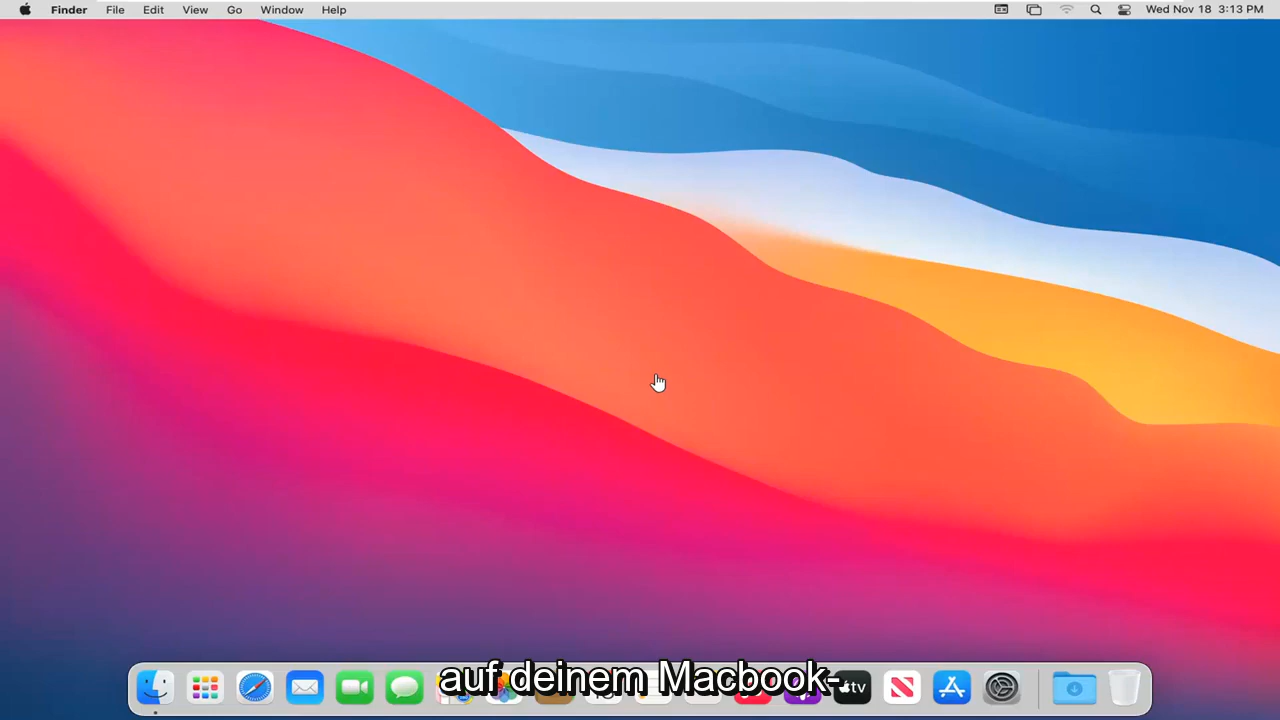 Finder File Edit View Go Window Help Wed Nov 18 3:13 PM
tv
auf deinem Macbook-